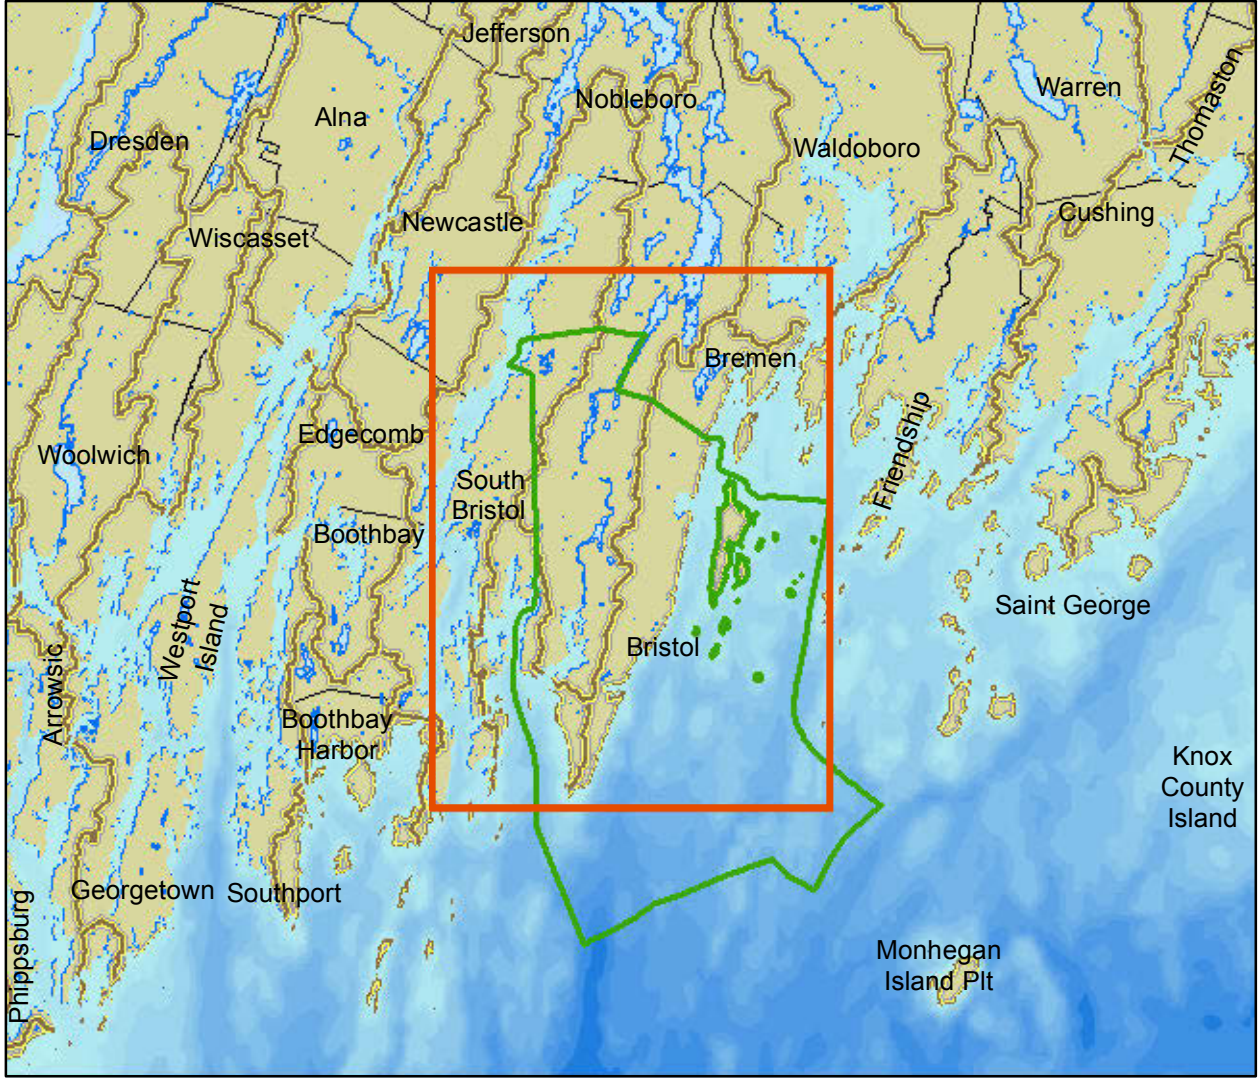 Jefferson
Warren
Nobleboro
Thomaston
Alna
Dresden
Waldoboro
Cushing
Newcastle
Wiscasset
Bremen
Friendship
Edgecomb
Woolwich
South
Bristol
Boothbay
Saint George
Westport
Island
Bristol
Arrowsic
Boothbay
Harbor
Knox
County
Island
Georgetown
Southport
Phippsburg
Monhegan
Island Plt